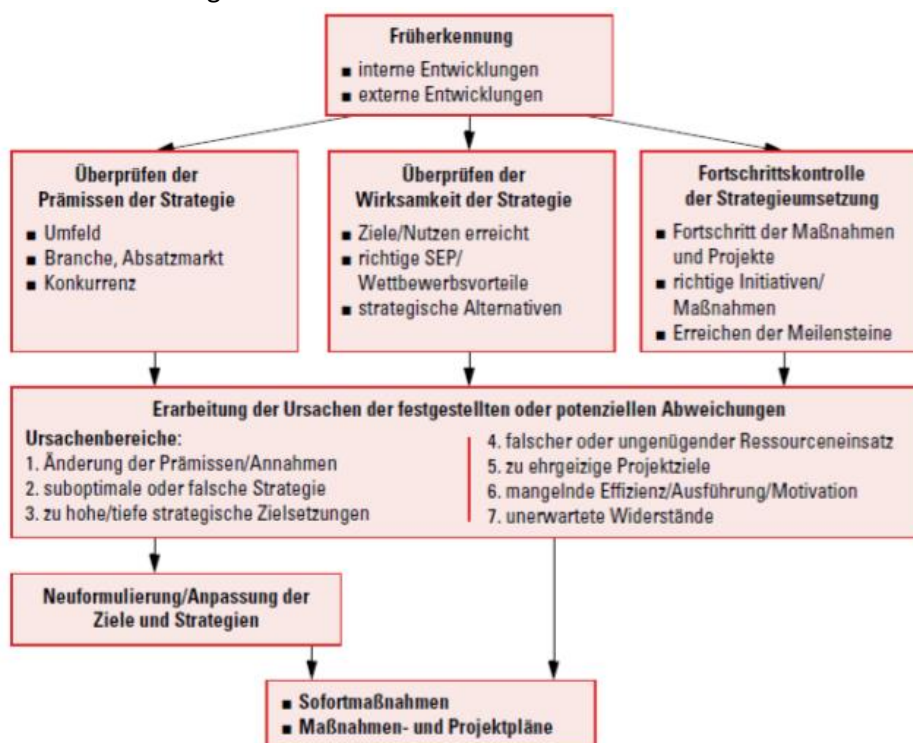 Früherkennung
■ interne Entwicklungen
■ externe Entwicklungen
Überprüfen der
Prämissen der Strategie
■ Umfeld
■ Branche, Absatzmarkt
■ Konkurrenz
Überprüfen der
Wirksamkeit der Strategie
■ Ziele/Nutzen erreicht
■ richtige SEP/
Wettbewerbsvorteile
■ strategische Alternativen
Fortschrittskontrolle
der Strategieumsetzung
■ Fortschritt der Maßnahmen
und Projekte
■ richtige Initiativen/
Maßnahmen
■ Erreichen der Meilensteine
Erarbeitung der Ursachen der festgestellten oder potenziellen Abweichungen
Ursachenbereiche:
1. Änderung der Prämissen/Annahmen
2. suboptimale oder falsche Strategie
3. zu hohe/tiefe strategische Zielsetzungen
4. falscher oder ungenügender Ressourceneinsatz
5. zu ehrgeizige Projektziele
6. mangelnde Effizienz/Ausführung/Motivation
7. unerwartete Widerstände
Neuformulierung/Anpassung der
Ziele und Strategien
■ Sofortmaßnahmen
■ Maßnahmen- und Projektpläne